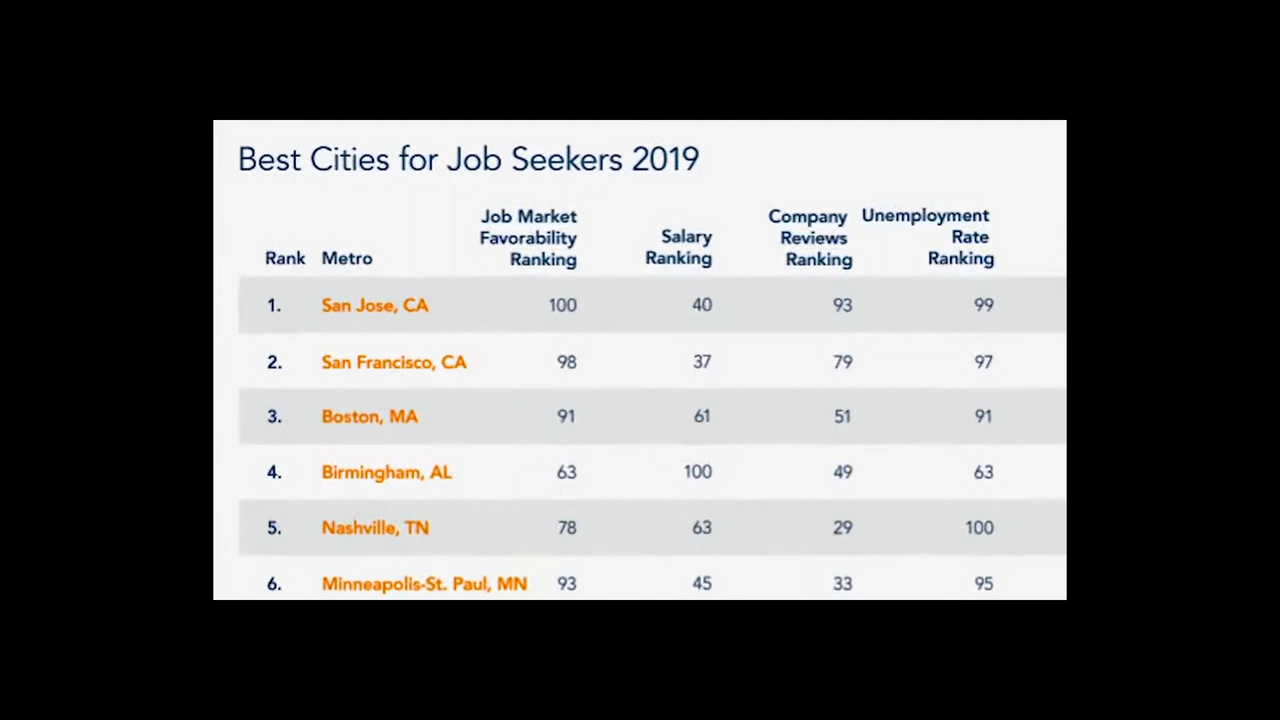 Best Cities for Job Seekers 2019
Rank Metro Job Market Favorability Ranking Salary Ranking Company Reviews Ranking Unemployment Rate Ranking
1. San Jose, CA 100 40 93 99
2. San Francisco, CA 98 37 79 97
3. Boston, MA 91 61 51 91
4. Birmingham, AL 63 100 49 63
5. Nashville, TN 78 63 29 100
6. Minneapolis-St. Paul, MN 93 45 33 95